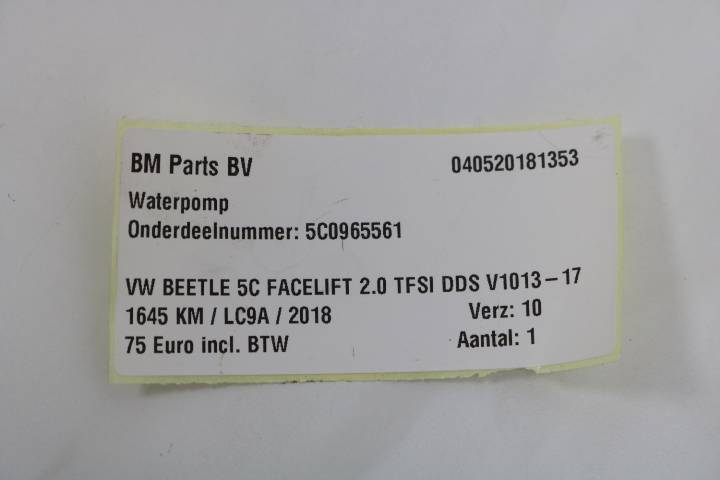 BM Parts BV 040520181353
Waterpomp
Onderdeelnummer: 5C0965561
VW BEETLE 5C FACELIFT 2.0 TFSI DDS V1013-17
1645 KM / LC9A / 2018 Verz: 10
75 Euro incl. BTW Aantal: 1